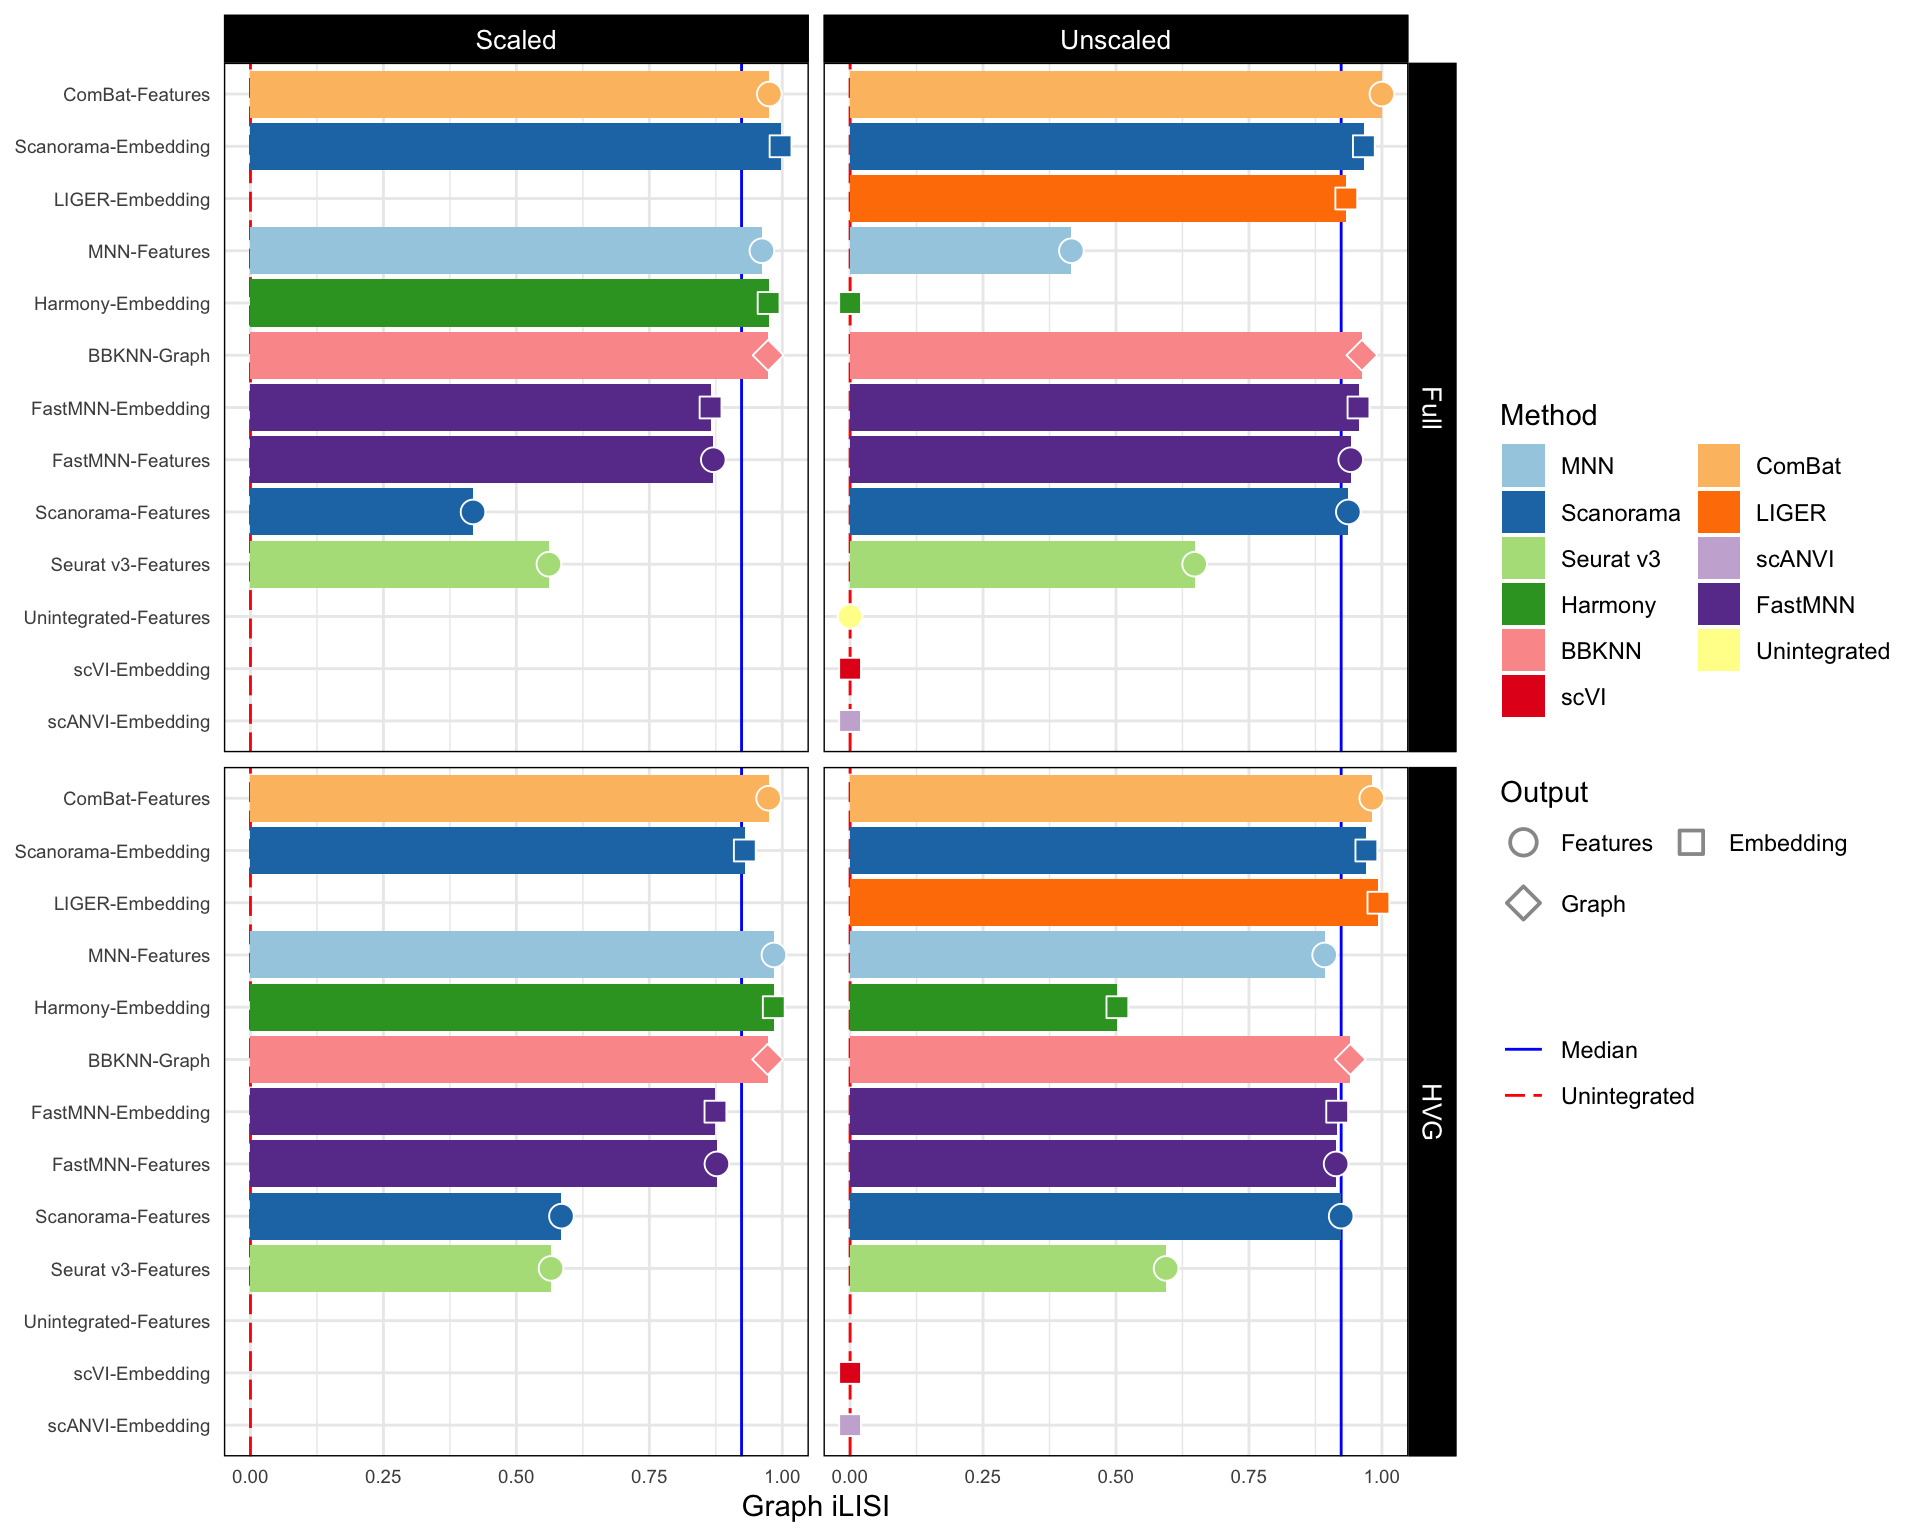 Scaled
Unscaled
ComBat-Features
Scanorama-Embedding
LIGER-Embedding
MNN-Features
Harmony-Embedding
BBKNN-Graph
FastMNN-Embedding
FastMNN-Features
Scanorama-Features
Seurat v3-Features
Unintegrated-Features
scVI-Embedding
scANVI-Embedding
Full
ComBat-Features
Scanorama-Embedding
LIGER-Embedding
MNN-Features
Harmony-Embedding
BBKNN-Graph
FastMNN-Embedding
FastMNN-Features
Scanorama-Features
Seurat v3-Features
Unintegrated-Features
scVI-Embedding
scANVI-Embedding
HVG
0.00 0.25 0.50 0.75 1.00
0.00 0.25 0.50 0.75 1.00
Graph iLISI
Method
MNN ComBat
Scanorama LIGER
Seurat v3 scANVI
Harmony FastMNN
BBKNN Unintegrated
scVI
Output
Features Embedding
Graph
Median
Unintegrated